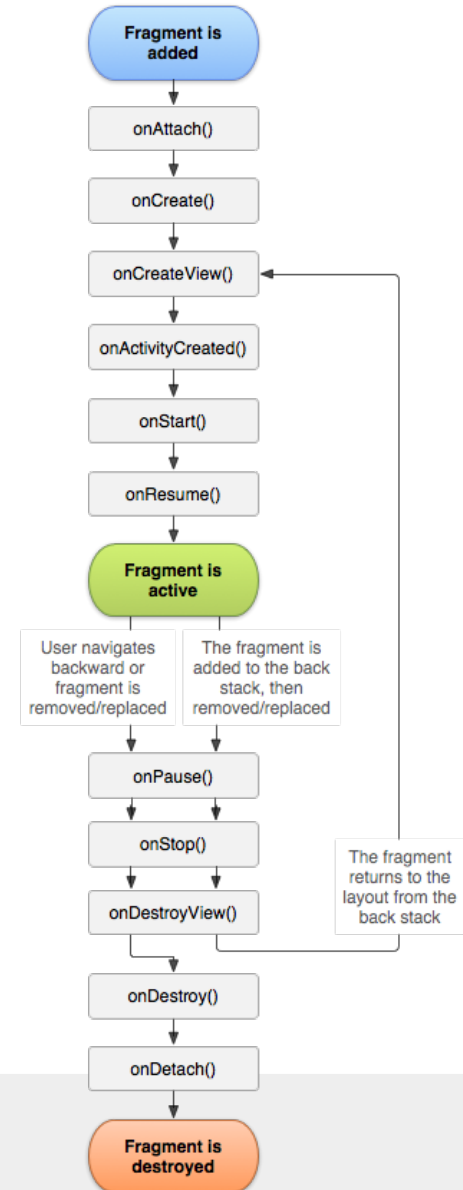 Fragment is
added
onAttach()
onCreate()
onCreateView()
onActivityCreated()
onStart()
onResume()
Fragment is
active
User navigates
backward or
fragment is
removed/replaced
The fragment is
added to the back
stack, then
removed/replaced
onPause()
onStop()
The fragment
returns to the
layout from the
back stack
onDestroyView()
onDestroy()
onDetach()
Fragment is
destroyed